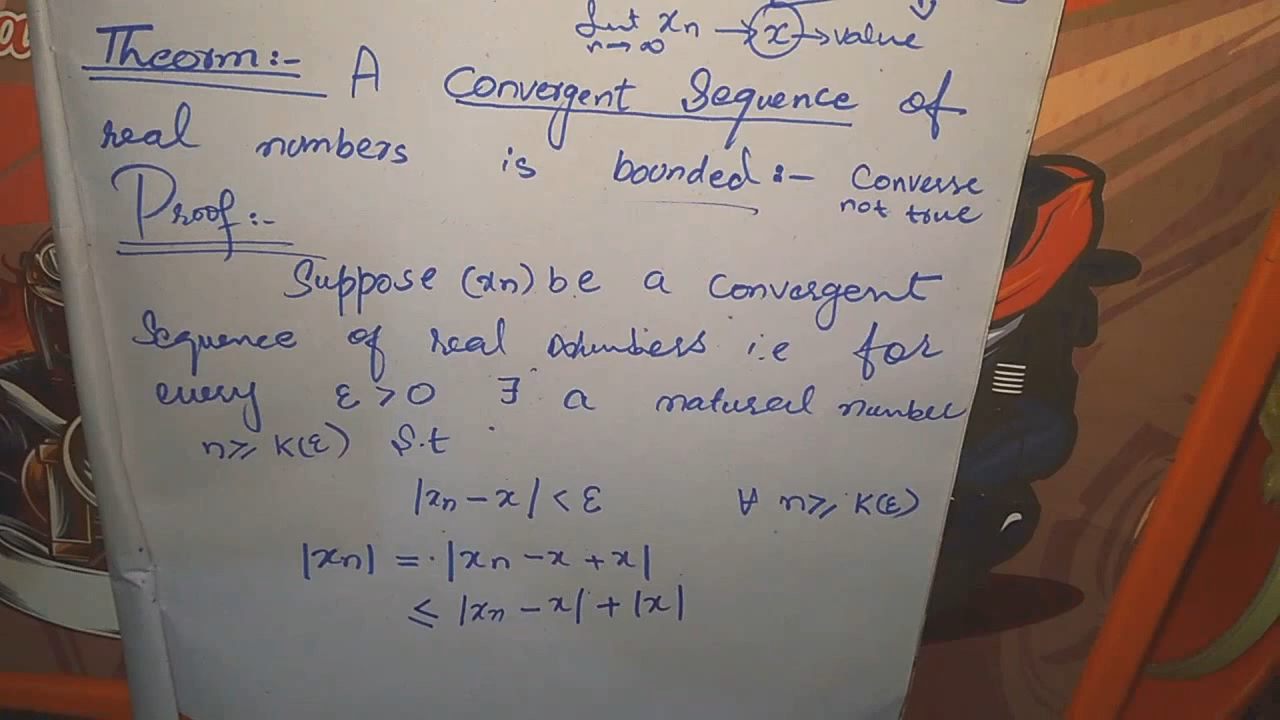 Lut xn → x → value
n→∞
Theorm:- A Convergent Sequence of
real numbers is bounded :- Converse
not true
Proof:-
Suppose (xn) be a convergent
Sequence of real numbers i.e for
every ε > 0 ∃ a natural number
n ≥ K(ε) S.t
|xn - x| < ε ∀ n ≥ K(ε)
|xn| = |xn - x + x|
≤ |xn - x| + |x|